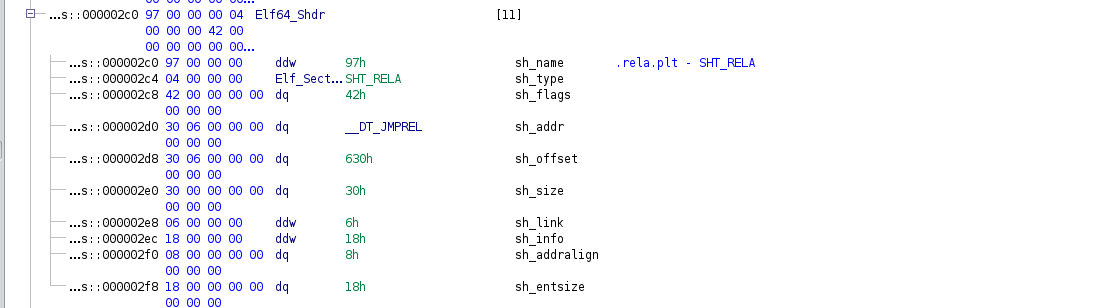 ...s::000002c0 97 00 00 00 04 Elf64_Shdr [11]
00 00 00 42 00
00 00 00 00 00...
...s::000002c0 97 00 00 00 ddw 97h sh_name .rela.plt - SHT_RELA
...s::000002c4 04 00 00 00 Elf_Sect... SHT_RELA sh_type
...s::000002c8 42 00 00 00 00 dq 42h sh_flags
00 00 00
...s::000002d0 30 06 00 00 00 dq __DT_JMPREL sh_addr
00 00 00
...s::000002d8 30 06 00 00 00 dq 630h sh_offset
00 00 00
...s::000002e0 30 00 00 00 00 dq 30h sh_size
00 00 00
...s::000002e8 06 00 00 00 ddw 6h sh_link
...s::000002ec 18 00 00 00 ddw 18h sh_info
...s::000002f0 08 00 00 00 00 dq 8h sh_addralign
00 00 00
...s::000002f8 18 00 00 00 00 dq 18h sh_entsize
00 00 00